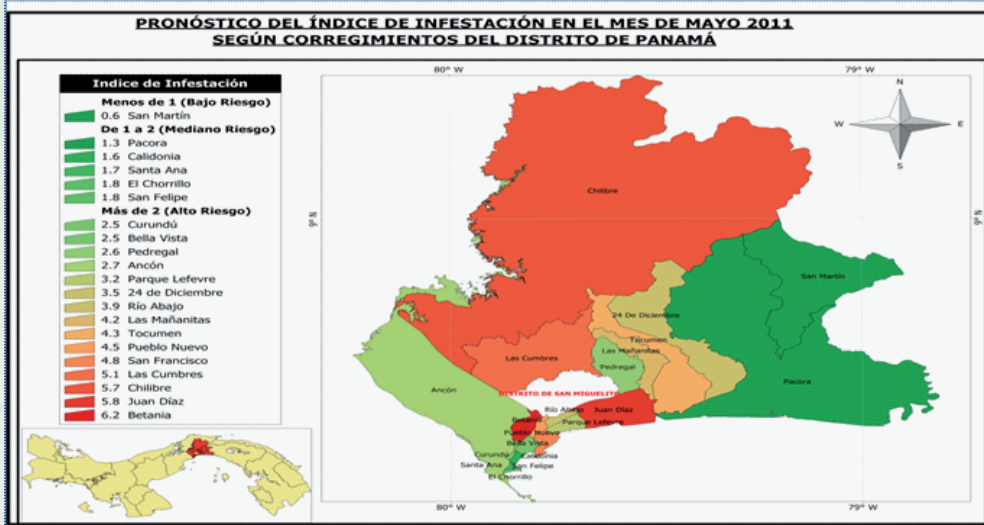 PRONÓSTICO DEL ÍNDICE DE INFESTACIÓN EN EL MES DE MAYO 2011
SEGÚN CORREGIMIENTOS DEL DISTRITO DE PANAMÁ
Indice de Infestación
Menos de 1 (Bajo Riesgo)
0.6 San Martín
De 1 a 2 (Mediano Riesgo)
1.3 Pacora
1.6 Calidonia
1.7 Santa Ana
1.8 El Chorrillo
1.8 San Felipe
Más de 2 (Alto Riesgo)
2.5 Curundú
2.5 Bella Vista
2.6 Pedregal
2.7 Ancón
3.2 Parque Lefevre
3.5 24 de Diciembre
3.9 Río Abajo
4.2 Las Mañanitas
4.3 Tocumen
4.5 Pueblo Nuevo
4.8 San Francisco
5.1 Las Cumbres
5.7 Chilibre
5.8 Juan Díaz
6.2 Betania
80° W
79° W
N
W
E
S
9° N
9° N
Chilibre
San Martín
24 De Diciembre
Tocumen
Las Mañanitas
Las Cumbres
Pedregal
Pacora
Ancón
DISTRITO DE SAN MIGUELITO
Río Abajo
Juan Díaz
Betania
Parque Lefevre
Pueblo Nuevo
Bella Vista
Curundú
Calidonia
Santa Ana
San Felipe
El Chorrillo
80° W
79° W